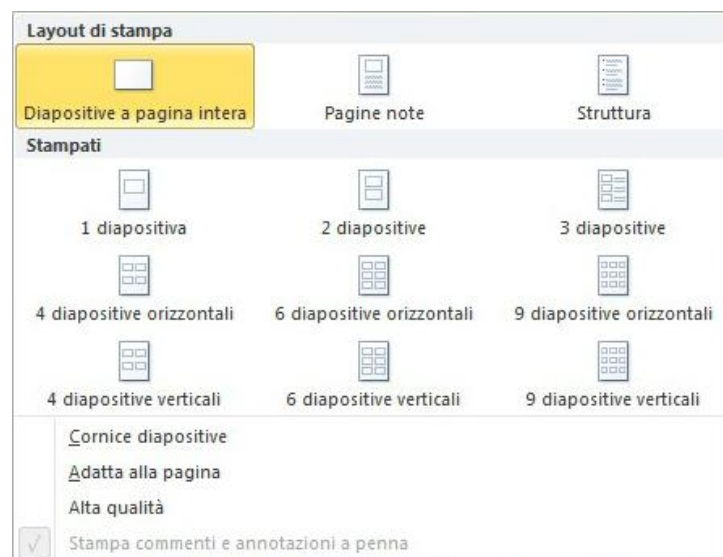 Layout di stampa
Diapositive a pagina intera Pagine note Struttura
Stampati
1 diapositiva 2 diapositive 3 diapositive
4 diapositive orizzontali 6 diapositive orizzontali 9 diapositive orizzontali
4 diapositive verticali 6 diapositive verticali 9 diapositive verticali
Cornice diapositive
Adatta alla pagina
Alta qualità
Stampa commenti e annotazioni a penna